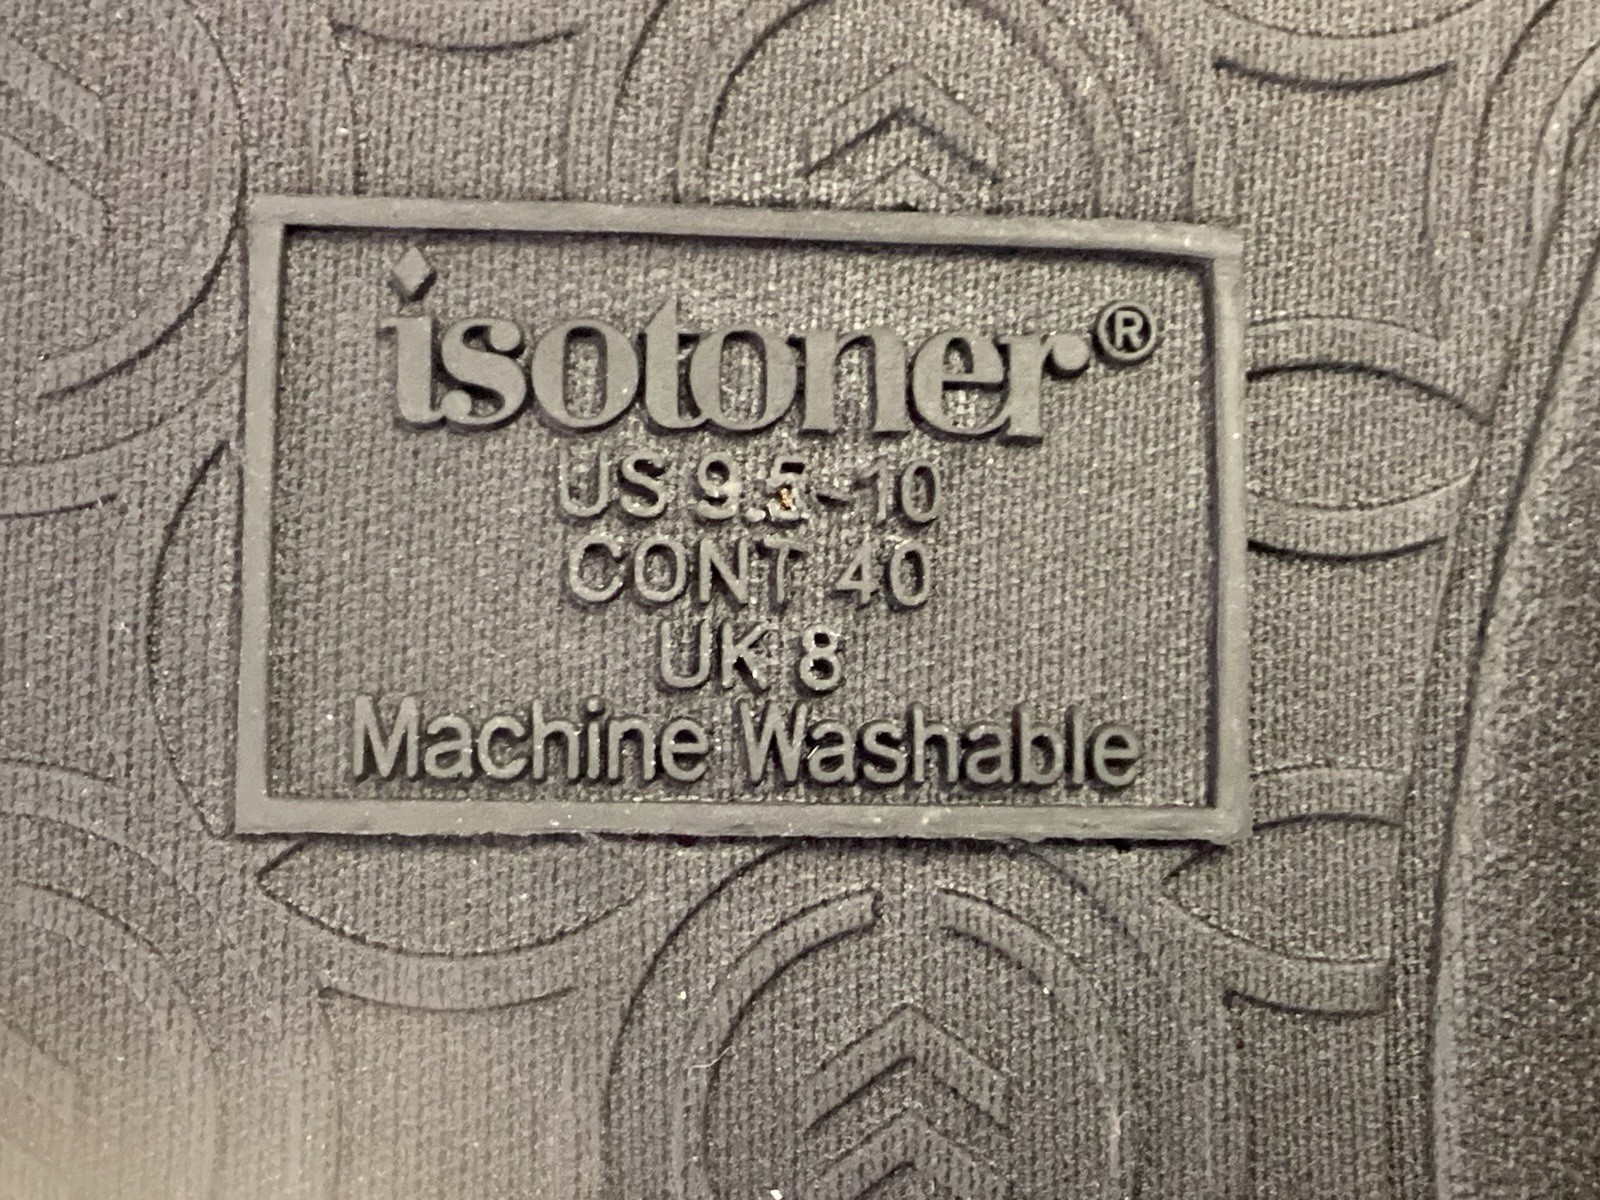 isotoner®
US 9.5-10
CONT 40
UK 8
Machine Washable